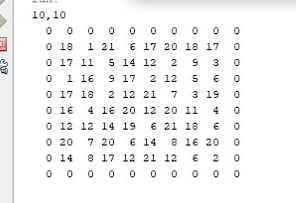 run:
10,10
0 0 0 0 0 0 0 0 0 0
0 18 1 21 6 17 20 18 17 0
0 17 11 5 14 12 2 9 3 0
0 1 16 9 17 2 12 5 6 0
0 17 18 2 12 21 7 3 19 0
0 16 4 16 20 12 20 11 4 0
0 12 12 14 19 6 21 18 6 0
0 20 7 20 6 14 8 16 20 0
0 14 8 17 12 21 12 6 2 0
0 0 0 0 0 0 0 0 0 0